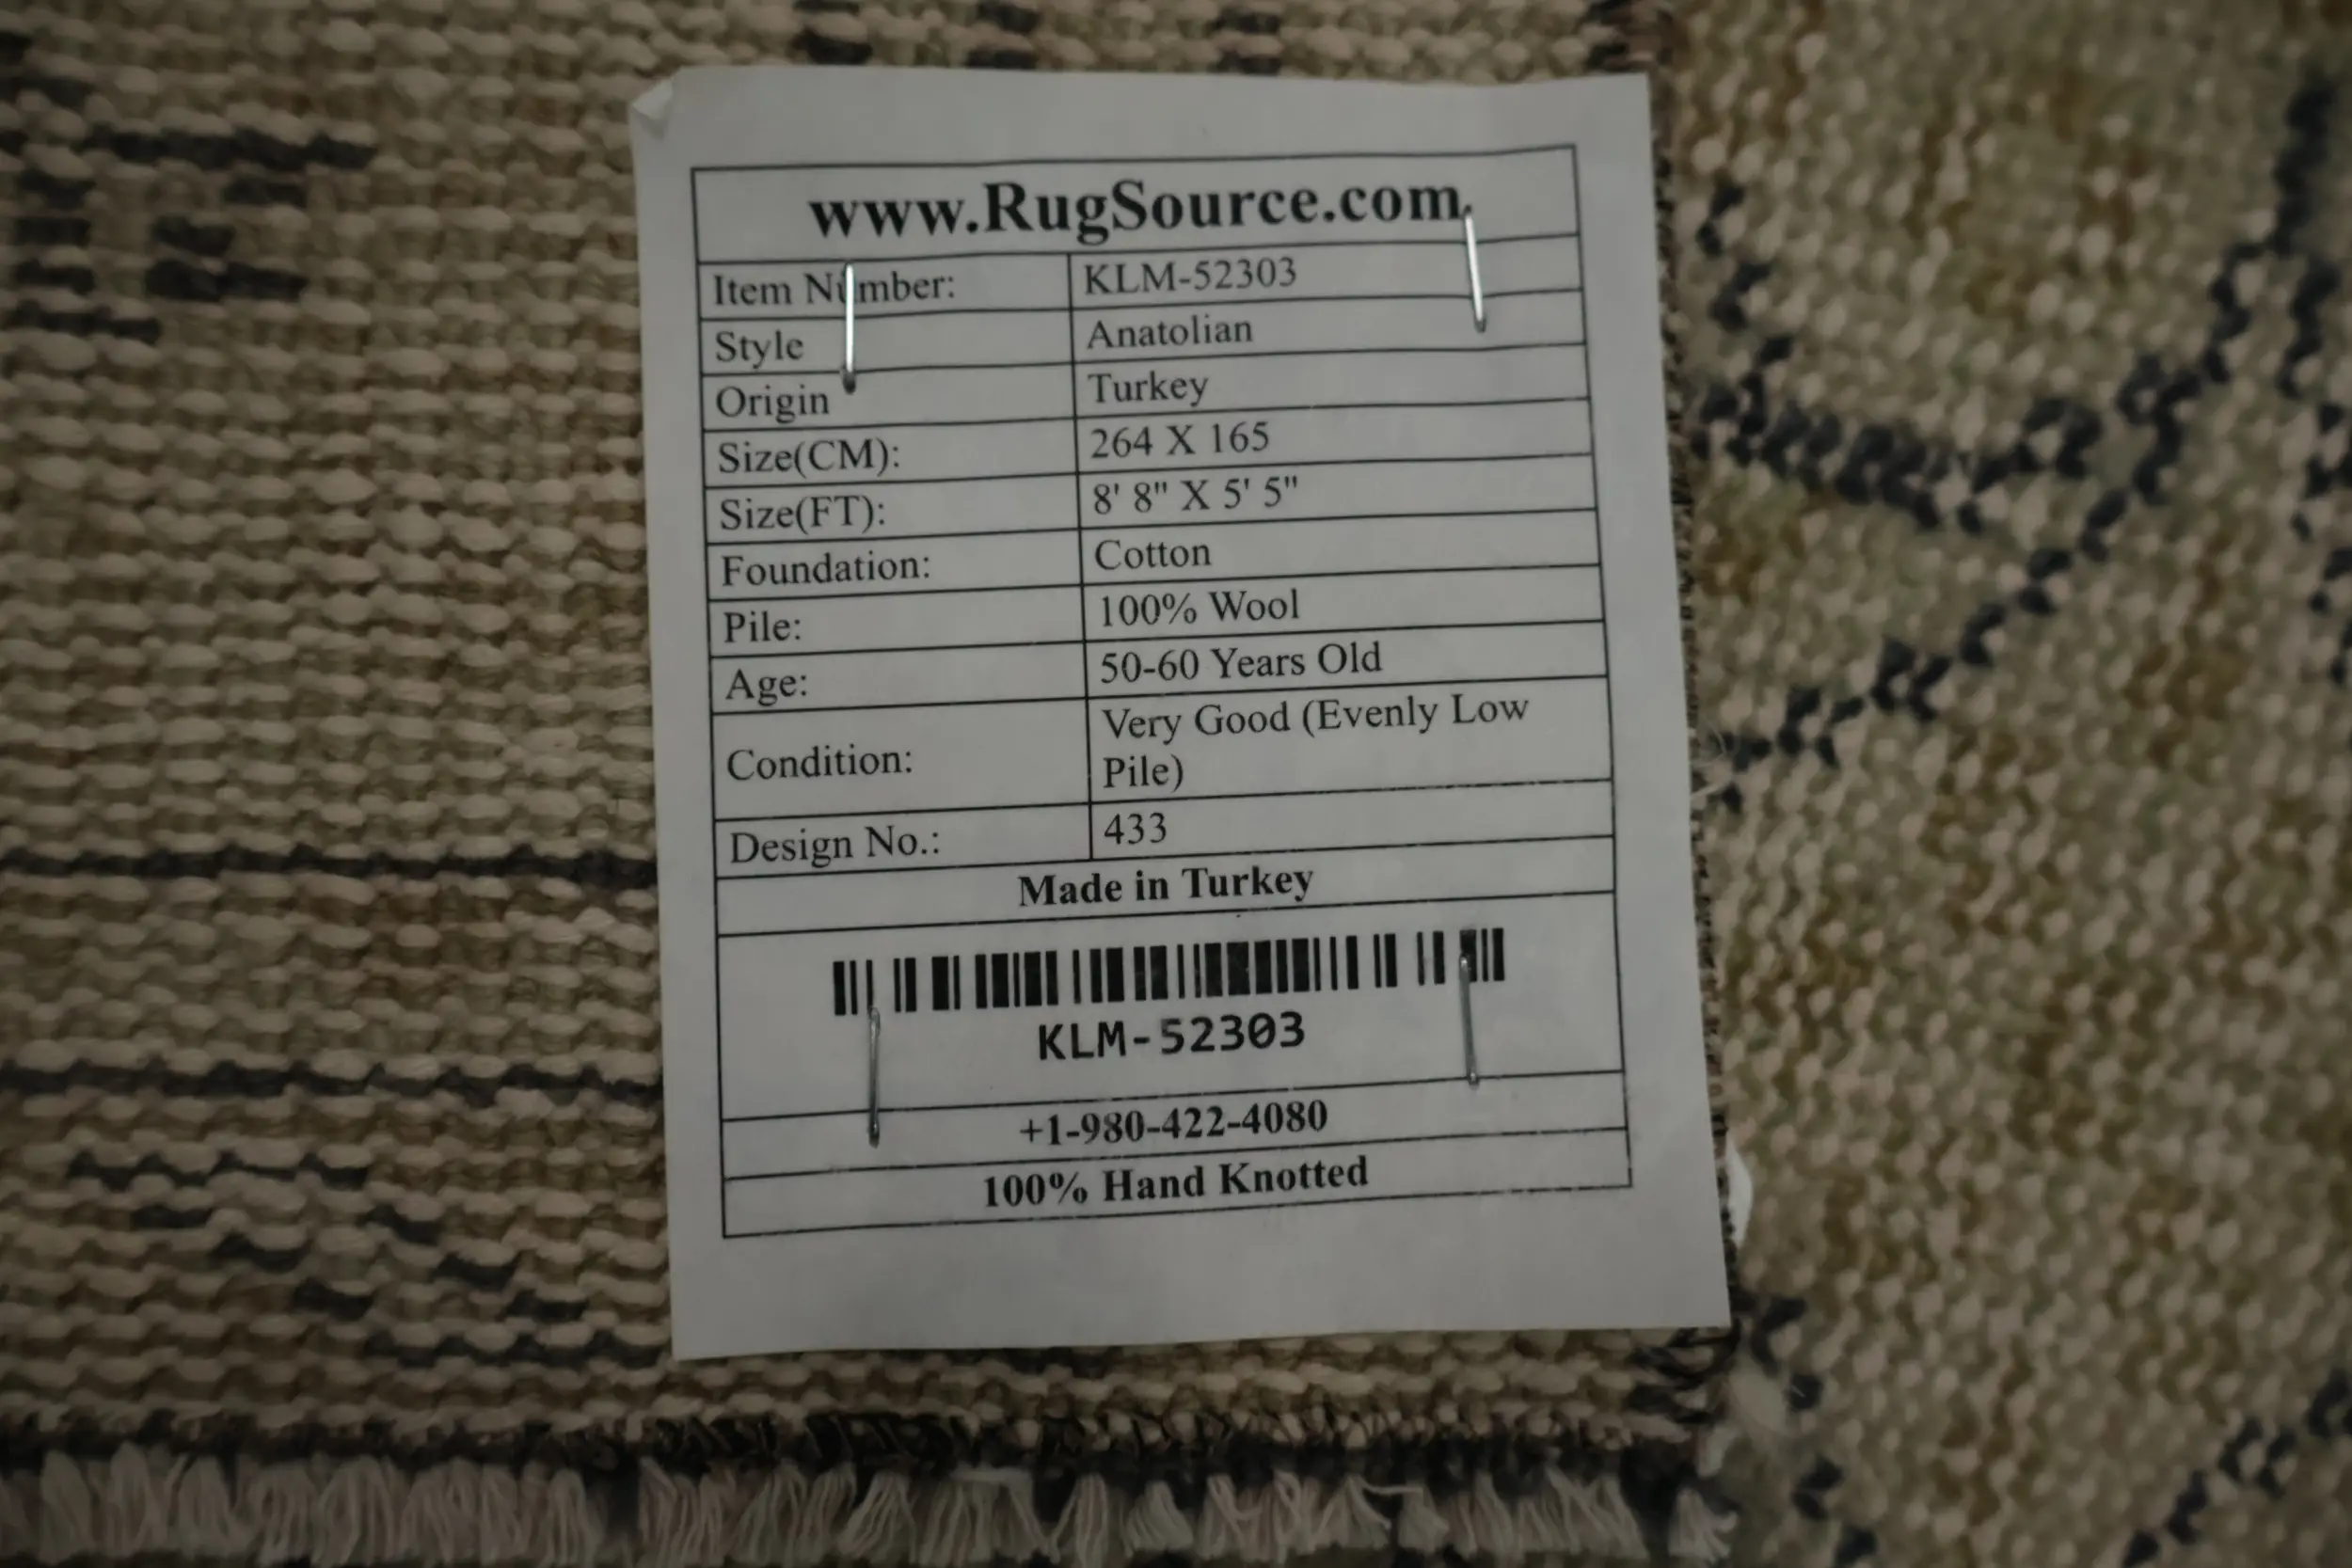 www.RugSource.com
Item Number: KLM-52303
Style Anatolian
Origin Turkey
Size(CM): 264 X 165
Size(FT): 8' 8" X 5' 5"
Foundation: Cotton
Pile: 100% Wool
Age: 50-60 Years Old
Condition: Very Good (Evenly Low
Pile)
Design No.: 433
Made in Turkey
KLM-52303
+1-980-422-4080
100% Hand Knotted